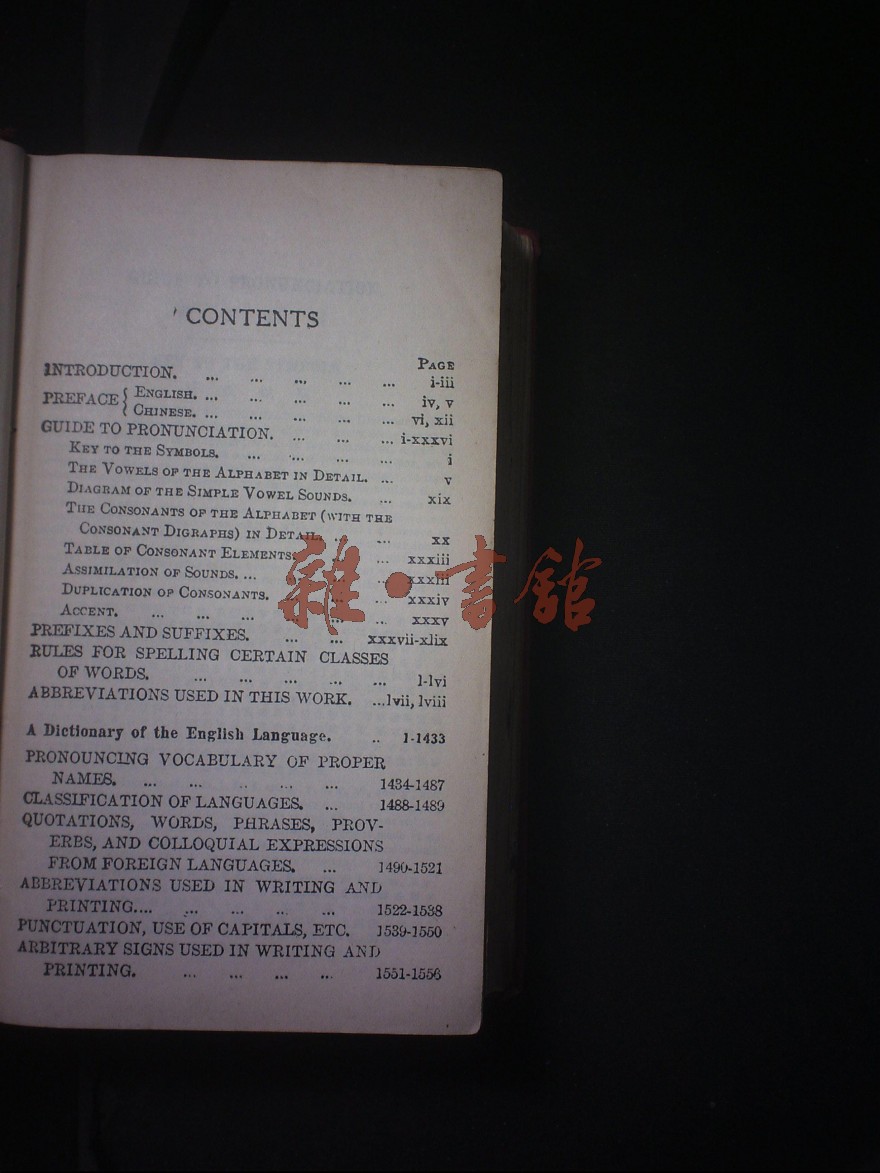 CONTENTS
PAGE
INTRODUCTION. ... ... ... ... ... i-iii
PREFACE { ENGLISH. ... ... ... ... ... iv, v
CHINESE. ... ... ... ... ... vi, xii
GUIDE TO PRONUNCIATION. ... ... ... i-xxxvi
KEY TO THE SYMBOLS. ... ... ... ... i
THE VOWELS OF THE ALPHABET IN DETAIL. ... v
DIAGRAM OF THE SIMPLE VOWEL SOUNDS. ... xix
THE CONSONANTS OF THE ALPHABET (WITH THE
CONSONANT DIGRAPHS) IN DETAIL. .. ... xx
TABLE OF CONSONANT ELEMENTS. ... ... xxxiii
ASSIMILATION OF SOUNDS. ... ... ... ... xxxiii
DUPLICATION OF CONSONANTS. ... ... ... xxxiv
ACCENT. ... ... ... ... ... ... xxxv
PREFIXES AND SUFFIXES. ... ... xxxvii-xlix
RULES FOR SPELLING CERTAIN CLASSES
OF WORDS. ... ... ... ... ... l-lvi
ABBREVIATIONS USED IN THIS WORK. ...lvii, lviii
A Dictionary of the English Language. .. 1-1433
PRONOUNCING VOCABULARY OF PROPER
NAMES. ... ... .. ... ... 1434-1487
CLASSIFICATION OF LANGUAGES. ... 1488-1489
QUOTATIONS, WORDS, PHRASES, PROV-
ERBS, AND COLLOQUIAL EXPRESSIONS
FROM FOREIGN LANGUAGES. ... 1490-1521
ABBREVIATIONS USED IN WRITING AND
PRINTING.... ... ... ... ... 1522-1538
PUNCTUATION, USE OF CAPITALS, ETC. 1539-1550
ARBITRARY SIGNS USED IN WRITING AND
PRINTING. ... ... ... ... 1551-1556
雜·書館